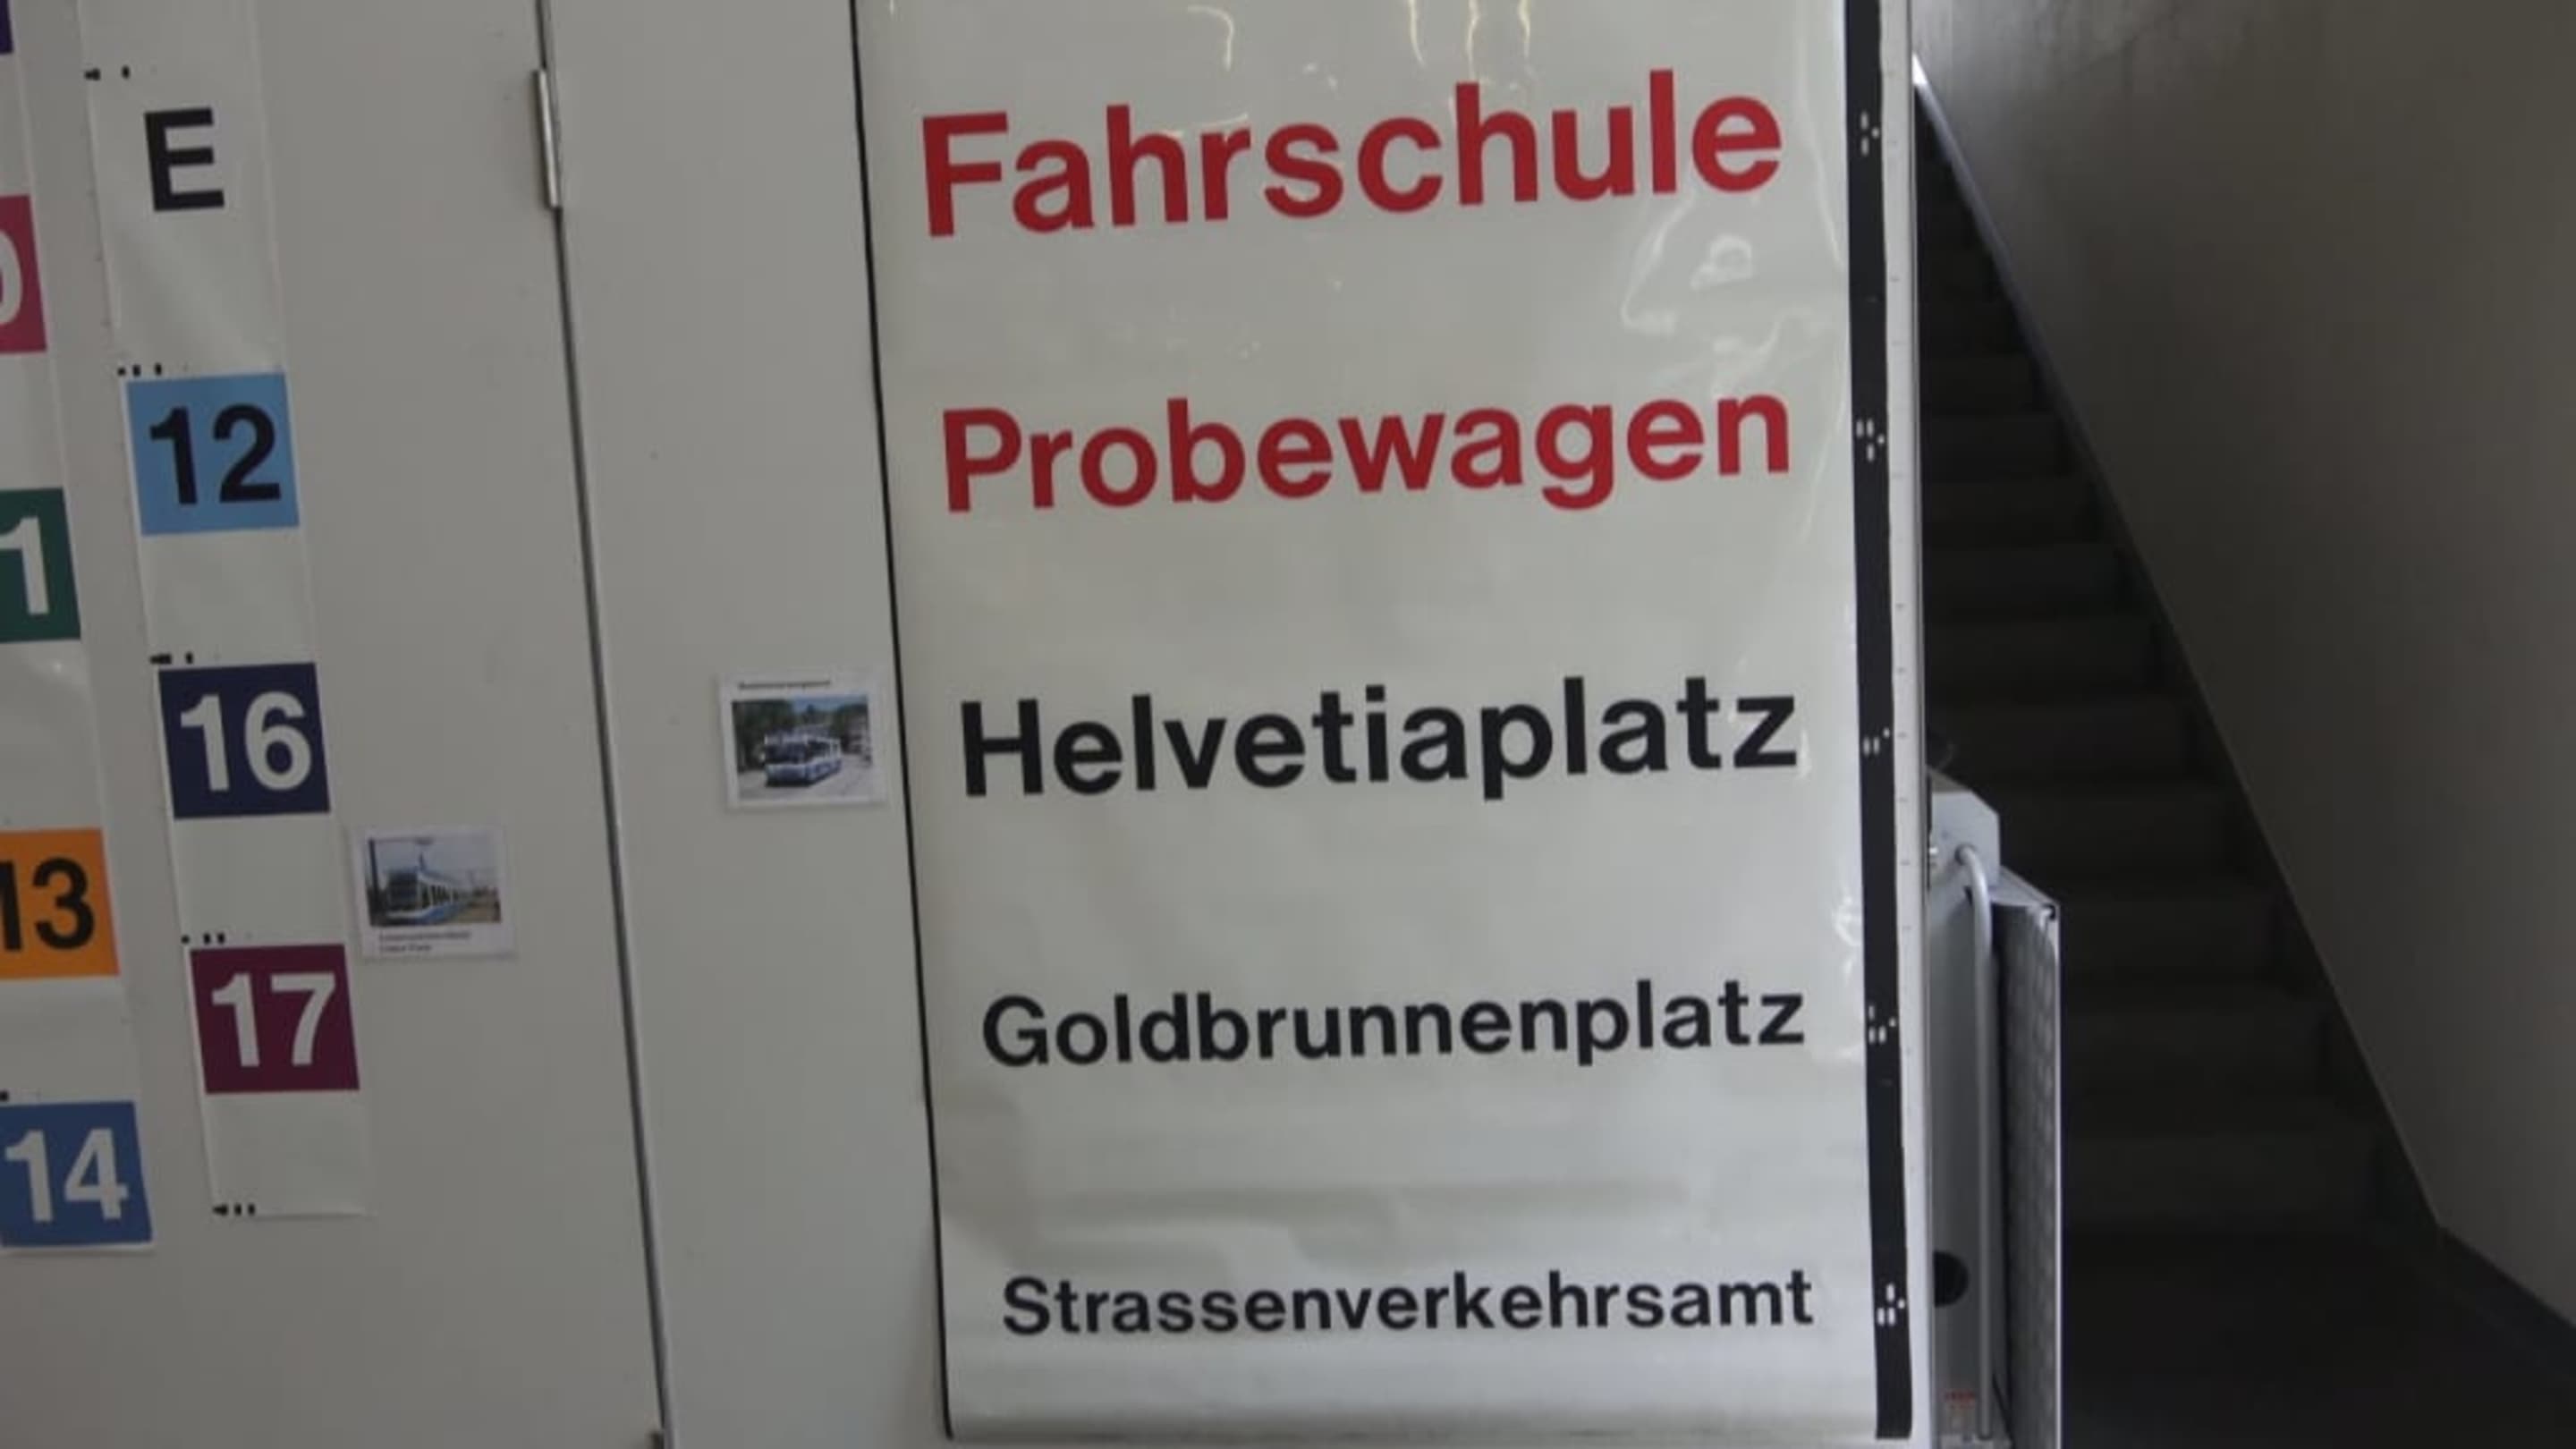 E
12
16
17
13
14
Fahrschule
Probewagen
Helvetiaplatz
Goldbrunnenplatz
Strassenverkehrsamt